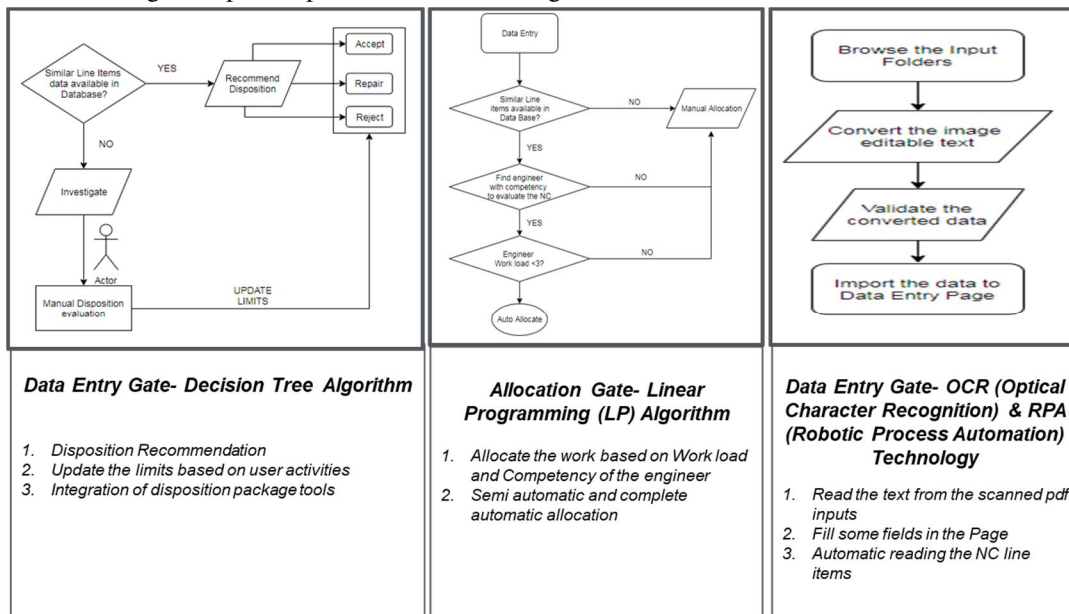 Similar Line Items
data available in
Database?
YES
Recommend
Disposition
Accept
Repair
Reject
NO
Investigate
Actor
Manual Disposition
evaluation
UPDATE
LIMITS
Data Entry Gate- Decision Tree Algorithm
1. Disposition Recommendation
2. Update the limits based on user activities
3. Integration of disposition package tools
Data Entry
Similar Line
items available in
Data Base?
NO
Manual Allocation
YES
Find engineer
with competency
to evaluate the NC
NO
YES
Engineer
Work load <3?
NO
Auto Allocate
Allocation Gate- Linear
Programming (LP) Algorithm
1. Allocate the work based on Work load
and Competency of the engineer
2. Semi automatic and complete
automatic allocation
Browse the Input
Folders
Convert the image
editable text
Validate the
converted data
Import the data to
Data Entry Page
Data Entry Gate- OCR (Optical
Character Recognition) & RPA
(Robotic Process Automation)
Technology
1. Read the text from the scanned pdf
inputs
2. Fill some fields in the Page
3. Automatic reading the NC line
items